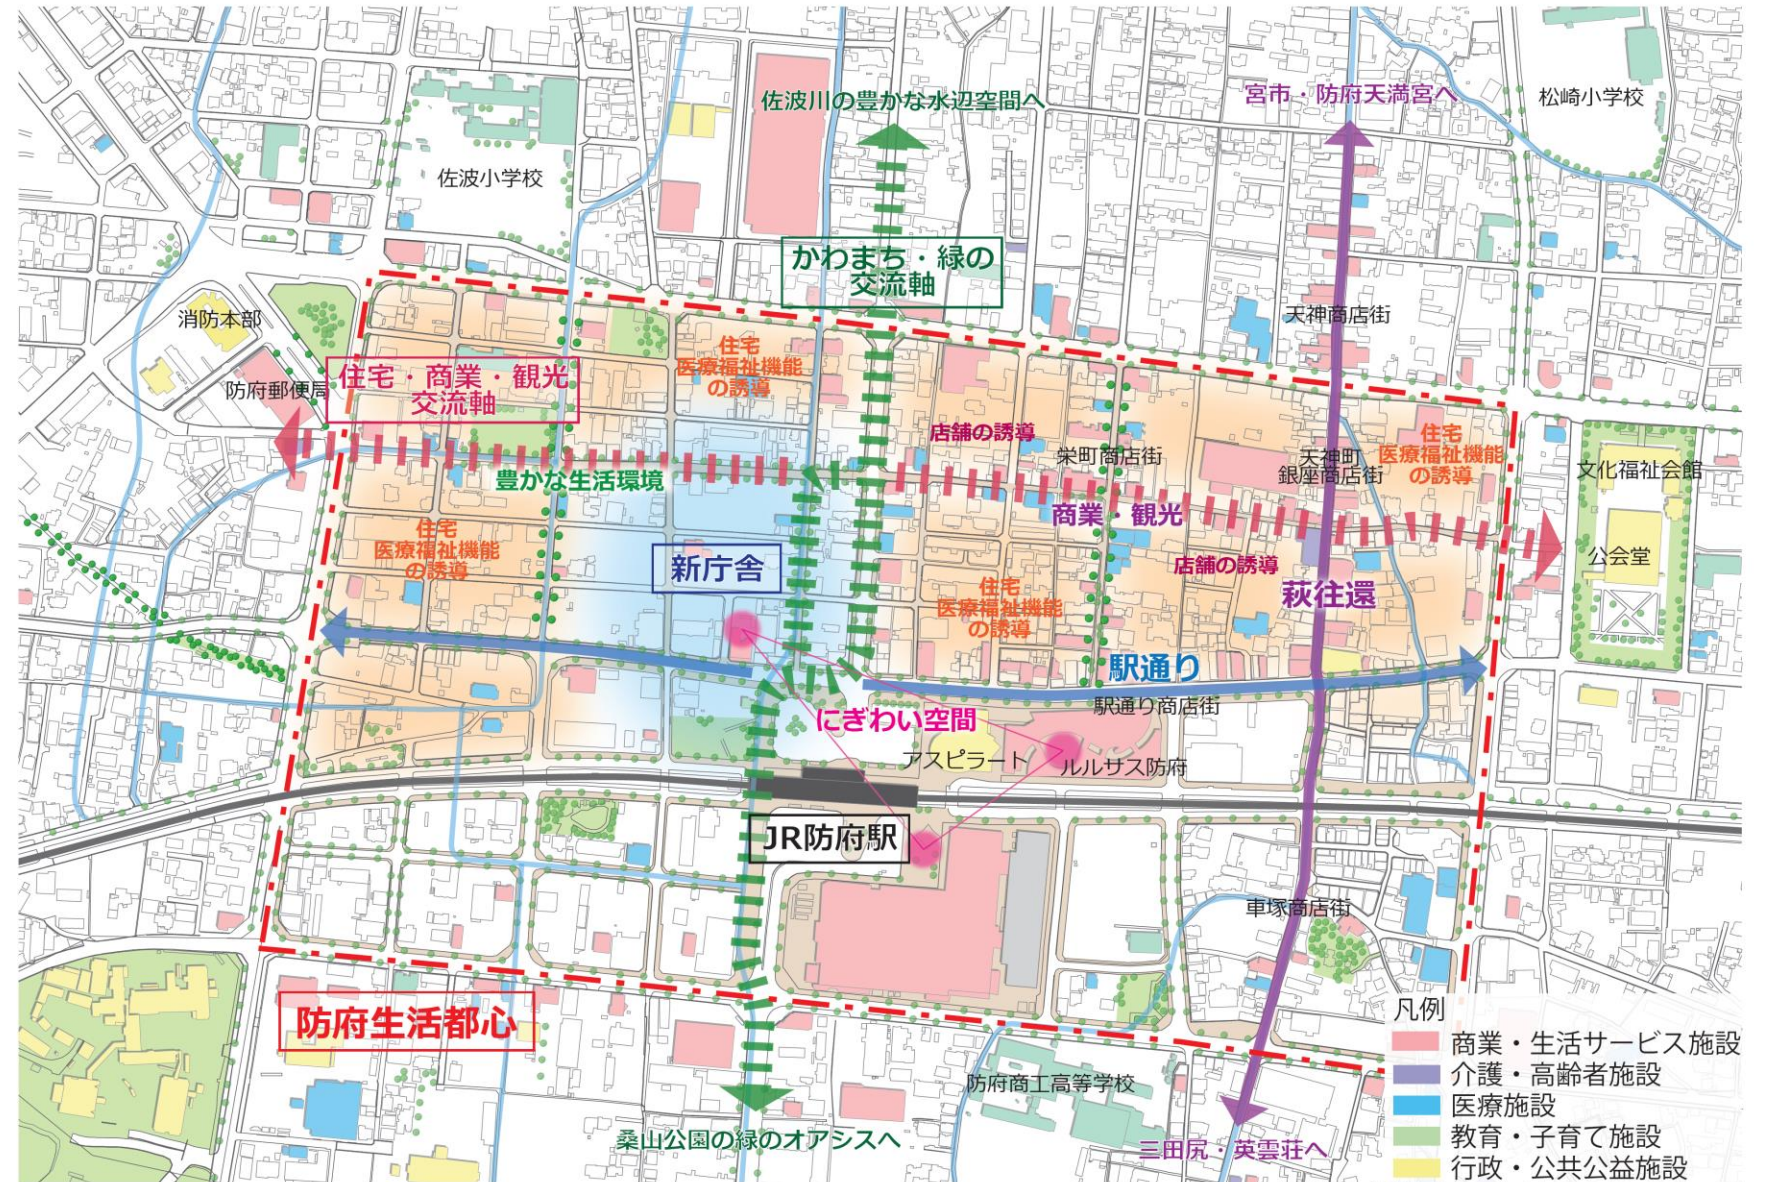 佐波川の豊かな水辺空間へ
宮市・防府天満宮へ
松崎小学校
佐波小学校
かわまち・緑の
交流軸
消防本部
天神商店街
住宅
医療福祉機能
の誘導
防府郵便局
住宅・商業・観光
交流軸
店舗の誘導
栄町商店街
天神町
銀座商店街
住宅
医療福祉機能
の誘導
文化福祉会館
豊かな生活環境
商業・観光
住宅
医療福祉機能
の誘導
新庁舎
店舗の誘導
公会堂
住宅
医療福祉機能
の誘導
萩往還
駅通り
駅通り商店街
にぎわい空間
アスピラート
ルルサス防府
JR防府駅
車塚商店街
防府生活都心
防府商工高等学校
桑山公園の緑のオアシスへ
三田尻・英雲荘へ
凡例
商業・生活サービス施設
介護・高齢者施設
医療施設
教育・子育て施設
行政・公共公益施設